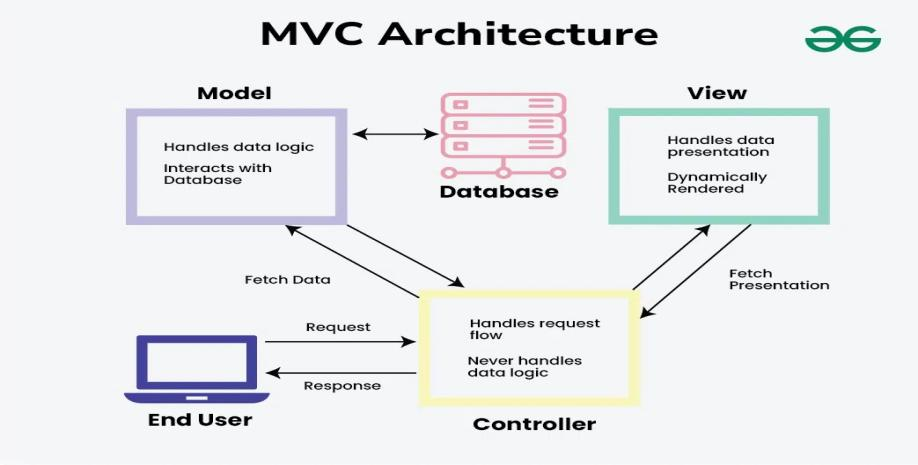 MVC Architecture
Model
Handles data logic
Interacts with
Database
Database
View
Handles data
presentation
Dynamically
Rendered
Fetch Data
Fetch
Presentation
Request
Response
End User
Handles request
flow
Never handles
data logic
Controller